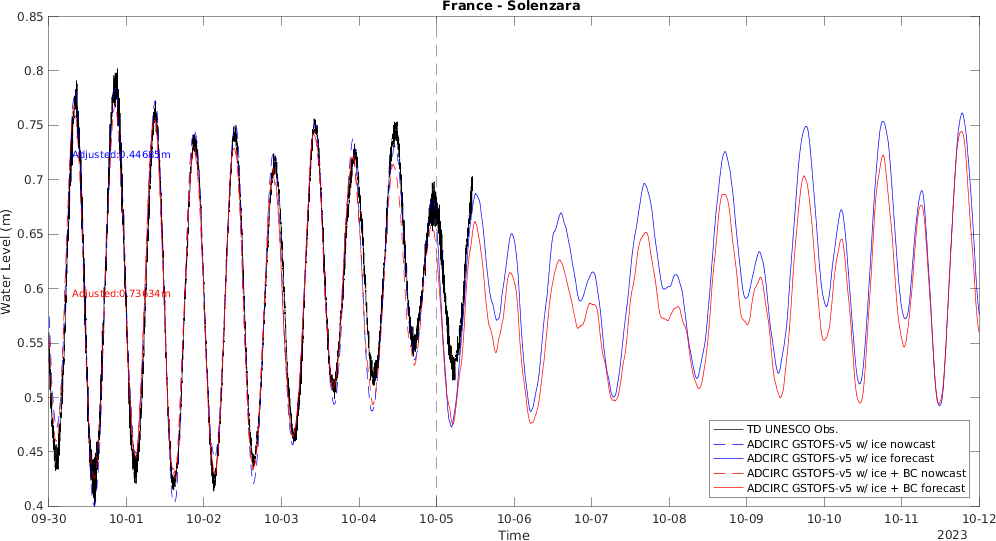 France - Solenzara
0.85
0.8
0.75
0.7
0.65
0.6
0.55
0.5
0.45
0.4
Water Level (m)
Adjusted:0.44685m
Adjusted:0.73634m
TD UNESCO Obs.
ADCIRC GSTOFS-v5 w/ ice nowcast
ADCIRC GSTOFS-v5 w/ ice forecast
ADCIRC GSTOFS-v5 w/ ice + BC nowcast
ADCIRC GSTOFS-v5 w/ ice + BC forecast
09-30 10-01 10-02 10-03 10-04 10-05 10-06 10-07 10-08 10-09 10-10 10-11 10-12
Time
2023